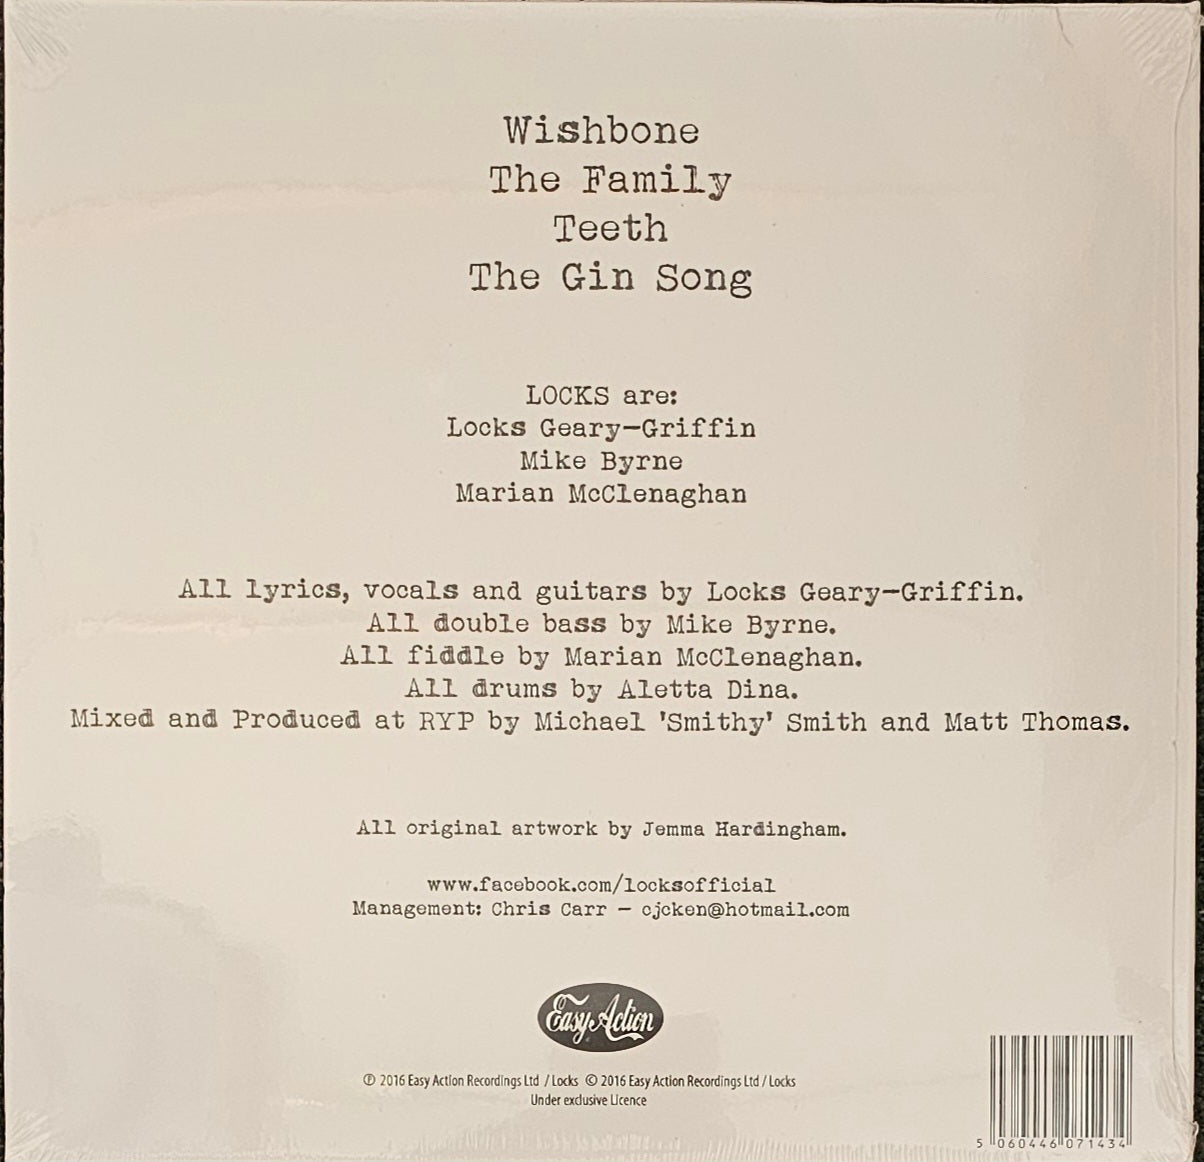 Wishbone
The Family
Teeth
The Gin Song
LOCKS are:
Locks Geary-Griffin
Mike Byrne
Marian McClenaghan
All lyrics, vocals and guitars by Locks Geary-Griffin.
All double bass by Mike Byrne.
All fiddle by Marian McClenaghan.
All drums by Aletta Dina.
Mixed and Produced at RYP by Michael 'Smithy' Smith and Matt Thomas.
All original artwork by Jemma Hardingham.
www.facebook.com/locksofficial
Management: Chris Carr - cjcken@hotmail.com
Easy Action
℗ 2016 Easy Action Recordings Ltd / Locks © 2016 Easy Action Recordings Ltd / Locks
Under exclusive Licence
5 060446 071434